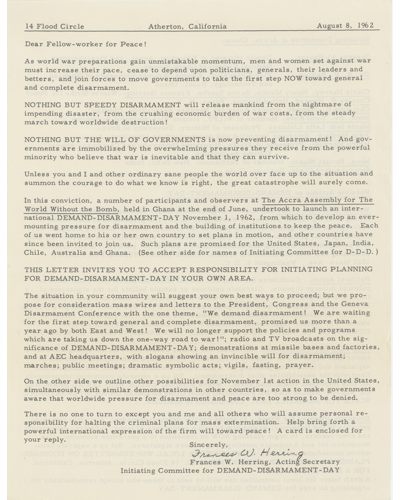 14 Flood Circle Atherton, California August 8, 1962
Dear Fellow-worker for Peace!
As world war preparations gain unmistakable momentum, men and women set against war
must increase their pace, cease to depend upon politicians, generals, their leaders and
betters, and join forces to move governments to take the first step NOW toward general
and complete disarmament.
NOTHING BUT SPEEDY DISARMAMENT will release mankind from the nightmare of
impending disaster, from the crushing economic burden of war costs, from the steady
march toward worldwide destruction!
NOTHING BUT THE WILL OF GOVERNMENTS is now preventing disarmament! And gov-
ernments are immobilized by the overwhelming pressures they receive from the powerful
minority who believe that war is inevitable and that they can survive.
Unless you and I and other ordinary sane people the world over face up to the situation and
summon the courage to do what we know is right, the great catastrophe will surely come.
In this conviction, a number of participants and observers at The Accra Assembly for The
World Without the Bomb, held in Ghana at the end of June, undertook to launch an inter-
national DEMAND-DISARMAMENT-DAY November 1, 1962, from which to develop an ever-
mounting pressure for disarmament and the building of institutions to keep the peace. Each
of us went home to his or her own country to set plans in motion, and other countries have
since been invited to join us. Such plans are promised for the United States, Japan, India,
Chile, Australia and Ghana. (See other side for names of Initiating Committee for D-D-D.)
THIS LETTER INVITES YOU TO ACCEPT RESPONSIBILITY FOR INITIATING PLANNING
FOR DEMAND-DISARMAMENT-DAY IN YOUR OWN AREA.
The situation in your community will suggest your own best ways to proceed; but we pro-
pose for consideration mass wires and letters to the President, Congress and the Geneva
Disarmament Conference with the one theme, "We demand disarmament! We are waiting
for the first step toward general and complete disarmament, promised us more than a
year ago by both East and West! We will no longer support the policies and programs
which are taking us down the one-way road to war!"; radio and TV broadcasts on the sig-
nificance of DEMAND-DISARMAMENT-DAY; demonstrations at missile bases and factories,
and at AEC headquarters, with slogans showing an invincible will for disarmament;
marches; public meetings; dramatic symbolic acts; vigils, fasting, prayer.
On the other side we outline other possibilities for November 1st action in the United States,
simultaneously with similar demonstrations in other countries, so as to make governments
aware that worldwide pressure for disarmament and peace are too strong to be denied.
There is no one to turn to except you and me and all others who will assume personal re-
sponsibility for halting the criminal plans for mass extermination. Help bring forth a
powerful international expression of the firm will toward peace! A card is enclosed for
your reply.
Sincerely,
Frances W. Herring
Frances W. Herring, Acting Secretary
Initiating Committee for DEMAND-DISARMAMENT-DAY